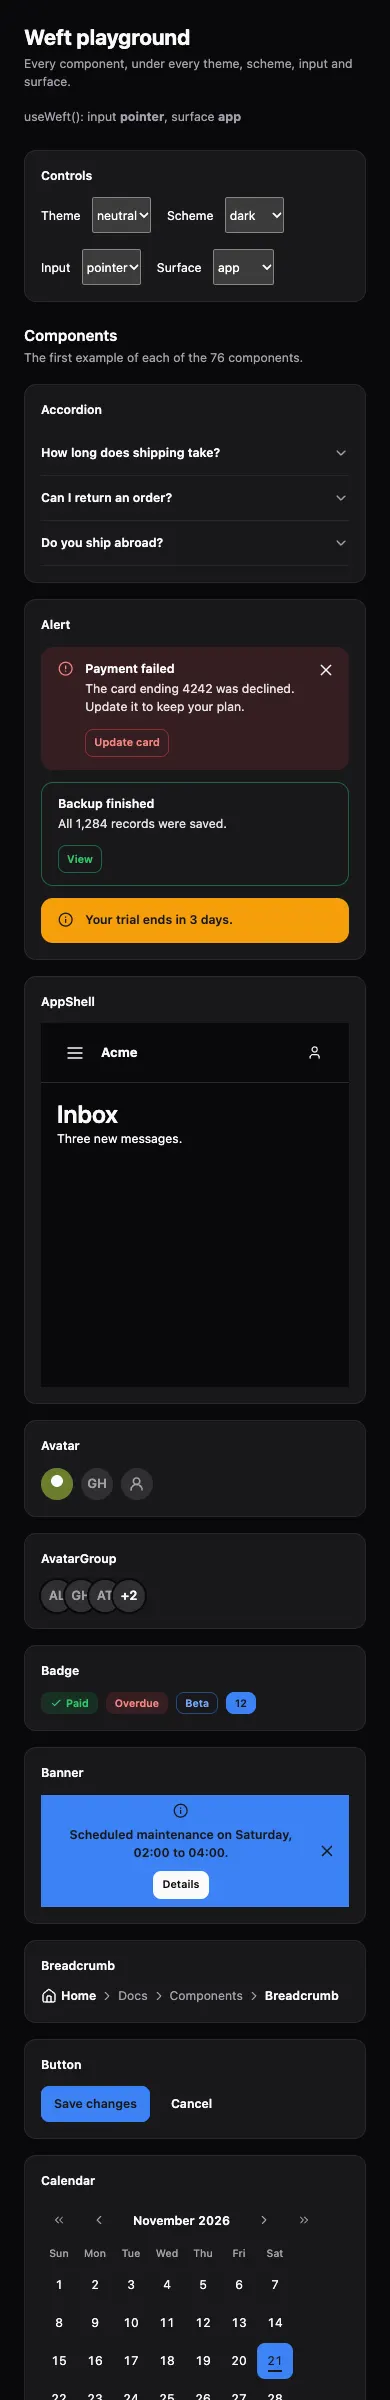 Weft playground
Every component, under every theme, scheme, input and
surface.
useWeft(): input pointer, surface app
Controls
Theme neutral Scheme dark
Input pointer Surface app
Components
The first example of each of the 76 components.
Accordion
How long does shipping take?
Can I return an order?
Do you ship abroad?
Alert
Payment failed
The card ending 4242 was declined.
Update it to keep your plan.
Update card
Backup finished
All 1,284 records were saved.
View
Your trial ends in 3 days.
AppShell
Acme
Inbox
Three new messages.
Avatar
GH
AvatarGroup
AL GH AT +2
Badge
Paid Overdue Beta 12
Banner
Scheduled maintenance on Saturday,
02:00 to 04:00.
Details
Breadcrumb
Home Docs Components Breadcrumb
Button
Save changes Cancel
Calendar
November 2026
Sun Mon Tue Wed Thu Fri Sat
1 2 3 4 5 6 7
8 9 10 11 12 13 14
15 16 17 18 19 20 21
22 23 24 25 26 27 28